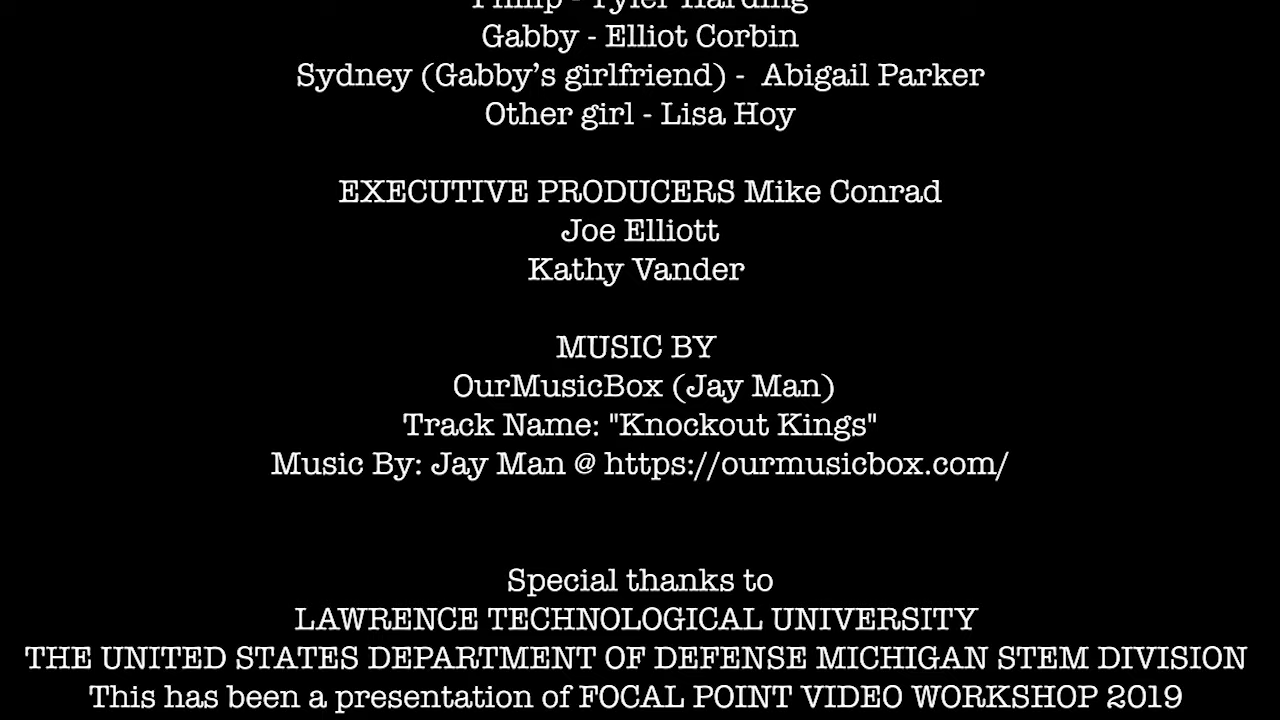 Philip - Tyler Harding
Gabby - Elliot Corbin
Sydney (Gabby’s girlfriend) -  Abigail Parker
Other girl - Lisa Hoy
EXECUTIVE PRODUCERS Mike Conrad
Joe Elliott
Kathy Vander
MUSIC BY
OurMusicBox (Jay Man)
Track Name: "Knockout Kings"
Music By: Jay Man @ https://ourmusicbox.com/
Special thanks to
LAWRENCE TECHNOLOGICAL UNIVERSITY
THE UNITED STATES DEPARTMENT OF DEFENSE MICHIGAN STEM DIVISION
This has been a presentation of FOCAL POINT VIDEO WORKSHOP 2019